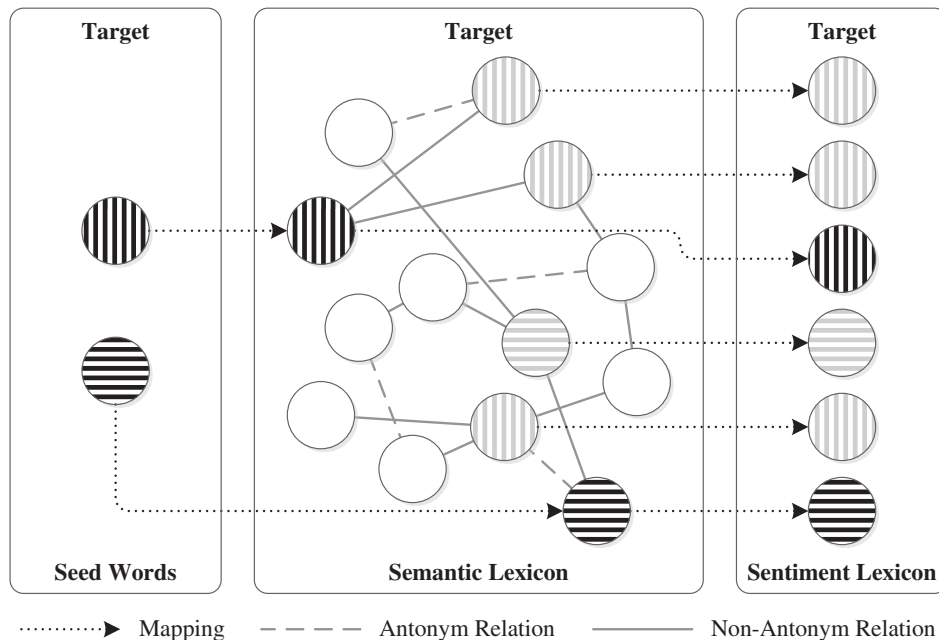 Target
Target
Target
Seed Words
Semantic Lexicon
Sentiment Lexicon
Mapping
Antonym Relation
Non-Antonym Relation